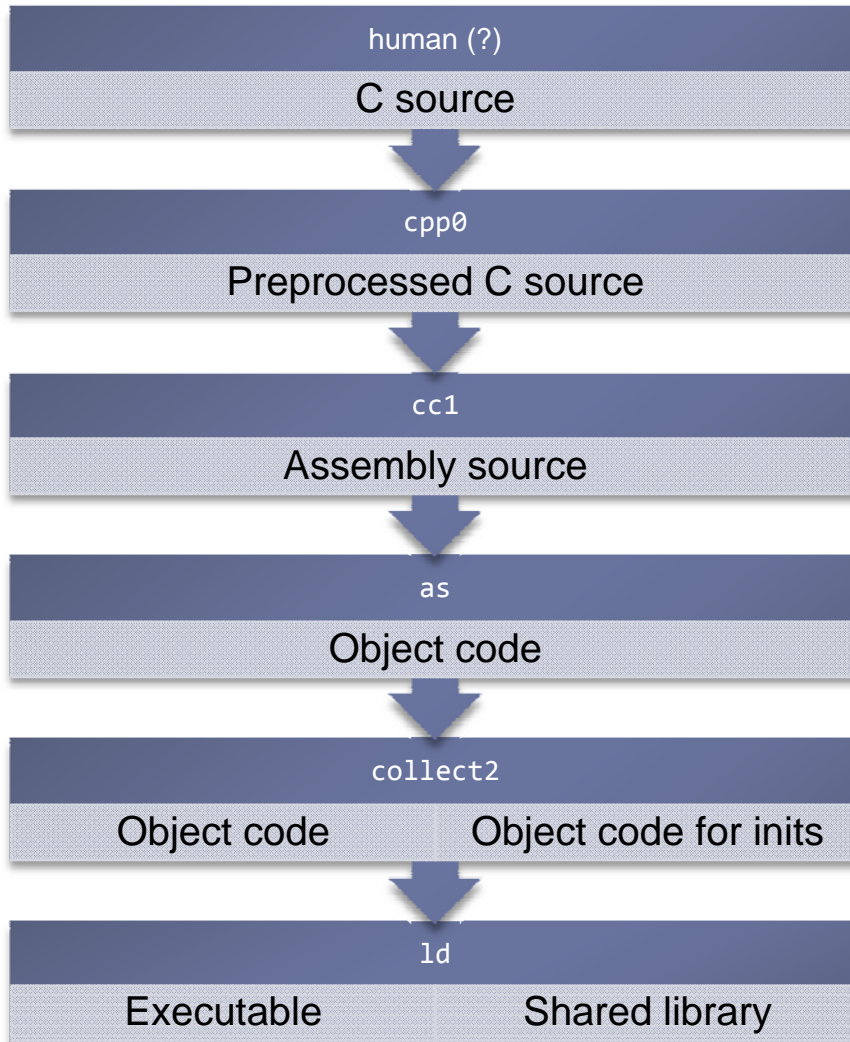 human (?)
C source
cpp0
Preprocessed C source
cc1
Assembly source
as
Object code
collect2
Object code Object code for inits
ld
Executable Shared library